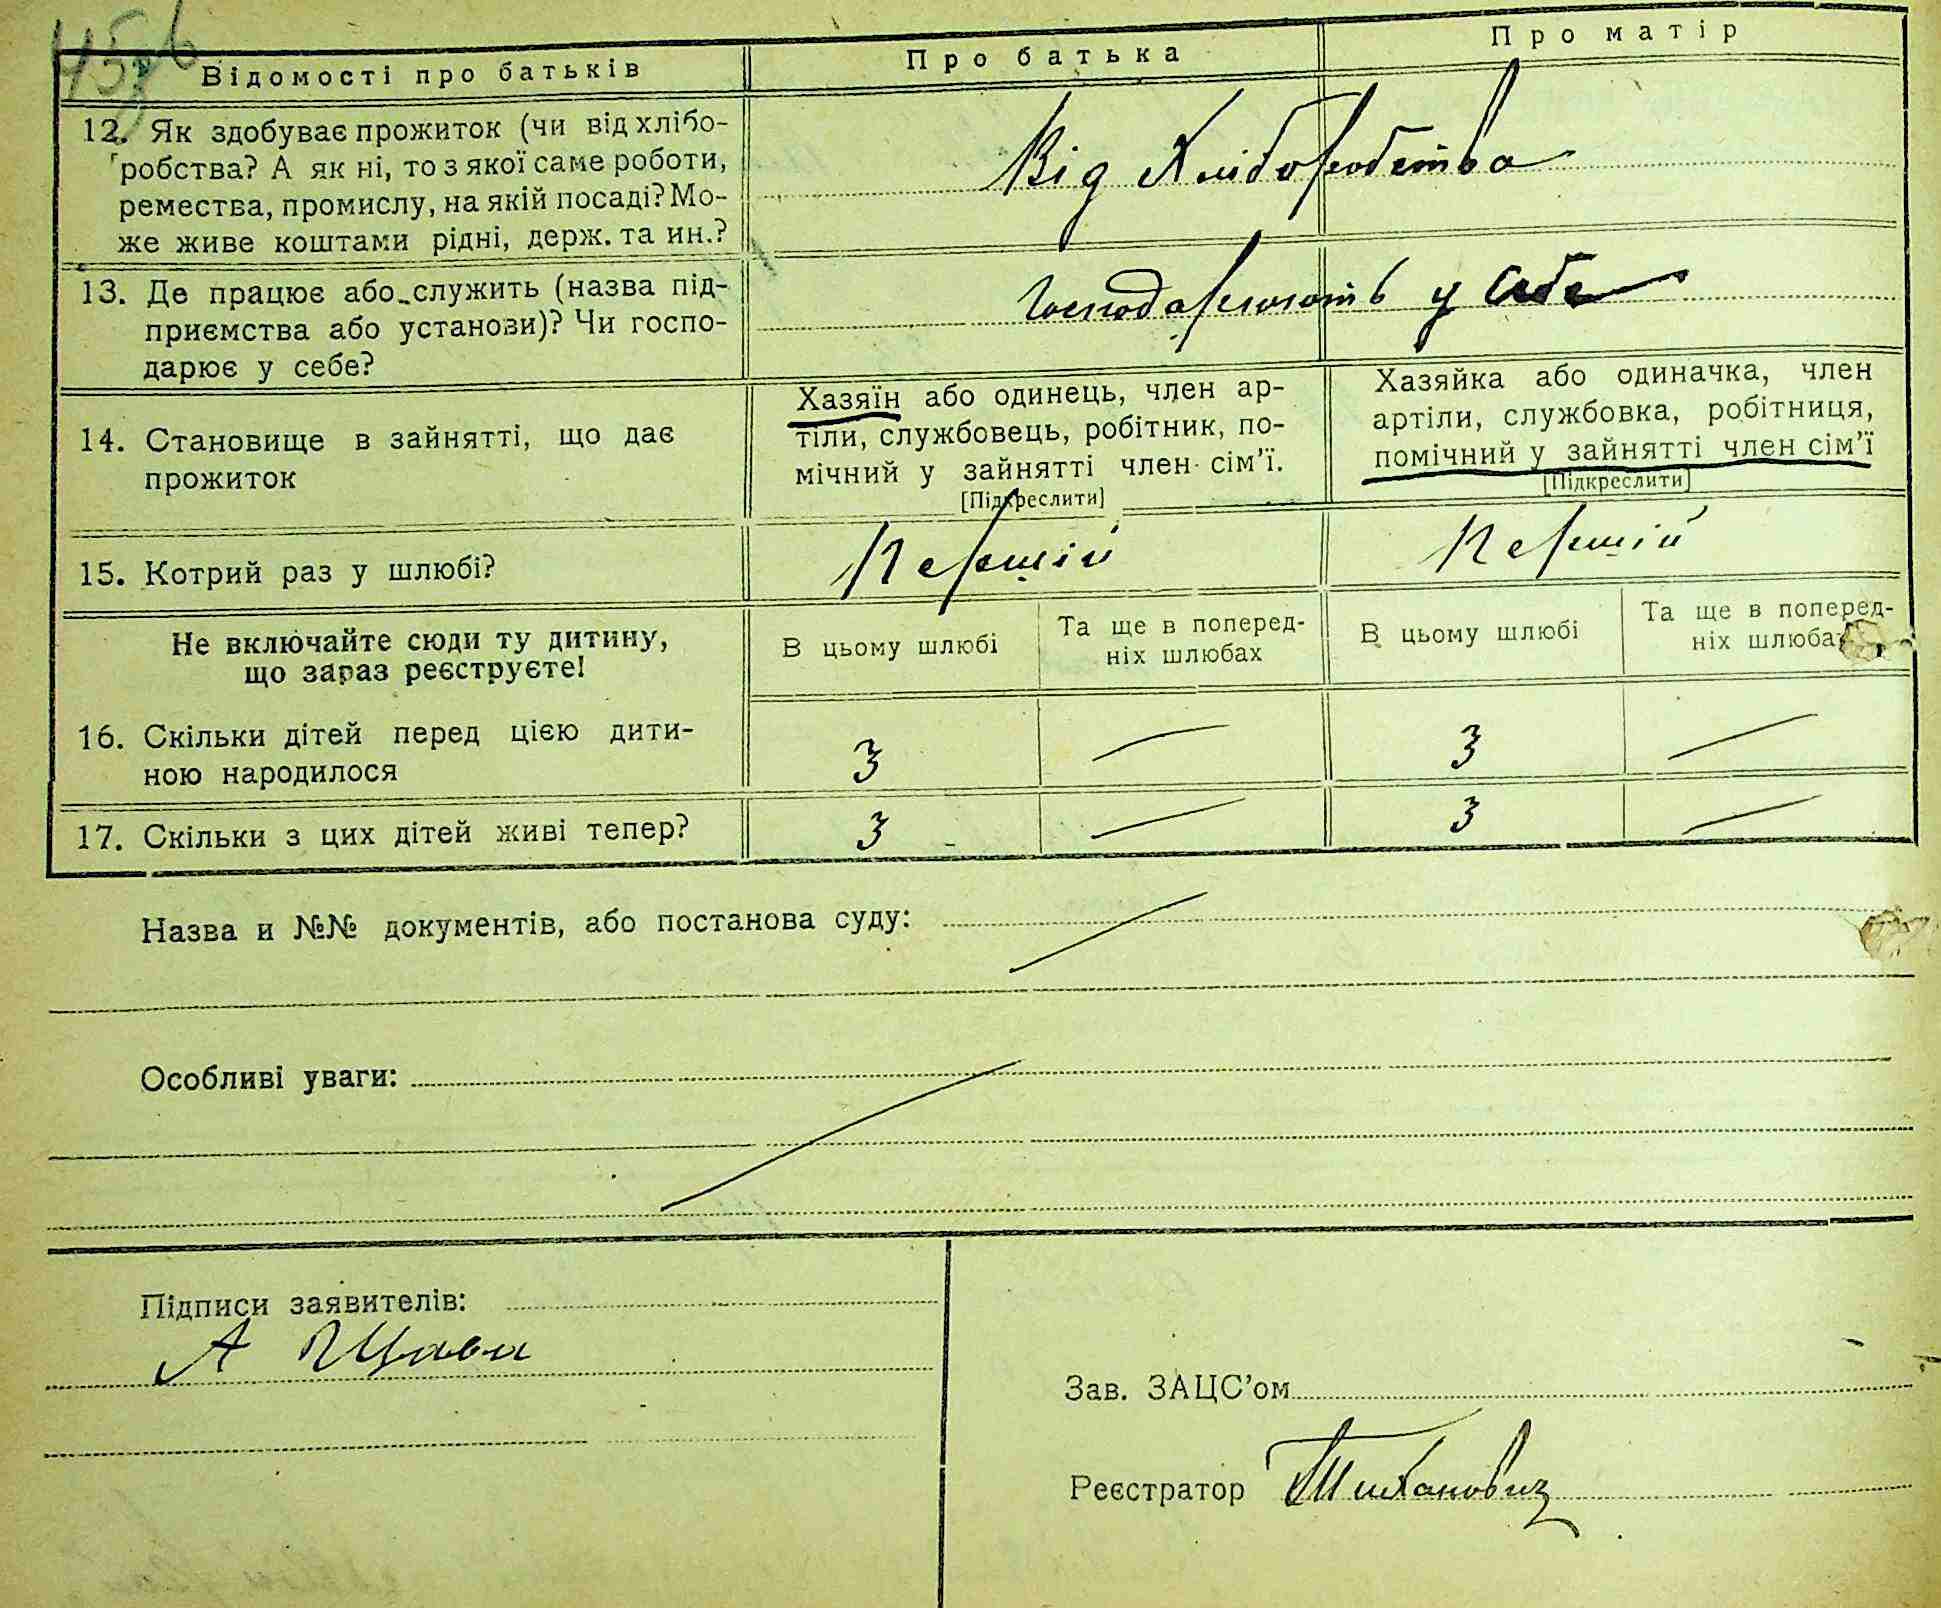 Відомості про батьків Про батька Про матір
12. Як здобуває прожиток (чи від хлібо-
робства? А як ні, то з якої саме роботи,
ремества, промислу, на якій посаді? Мо-
же живе коштами рідні, держ. та ин.?
Від Хліборобства
13. Де працює або служить (назва під-
приємства або установи)? Чи госпо-
дарює у себе?
Господарюють у себе
14. Становище в зайнятті, що дає
прожиток
Хазяїн або одинець, член ар-
тіли, службовець, робітник, по-
мічний у зайнятті член сім’ї.
[Підкреслити]
Хазяйка або одиначка, член
артіли, службовка, робітниця,
помічний у зайнятті член сім’ї
[Підкреслити]
15. Котрий раз у шлюбі? Першій Першій
Не включайте сюди ту дитину,
що зараз реєструєте!
В цьому шлюбі
Та ще в поперед-
ніх шлюбах
В цьому шлюбі
Та ще в поперед-
ніх шлюбах
16. Скільки дітей перед цією дити-
ною народилося
3 — 3 —
17. Скільки з цих дітей живі тепер? 3 — 3 —
Назва и №№ документів, або постанова суду:
Особливі уваги:
Підписи заявителів:
А
Зав. ЗАЦС’ом
Реєстратор Тиханович